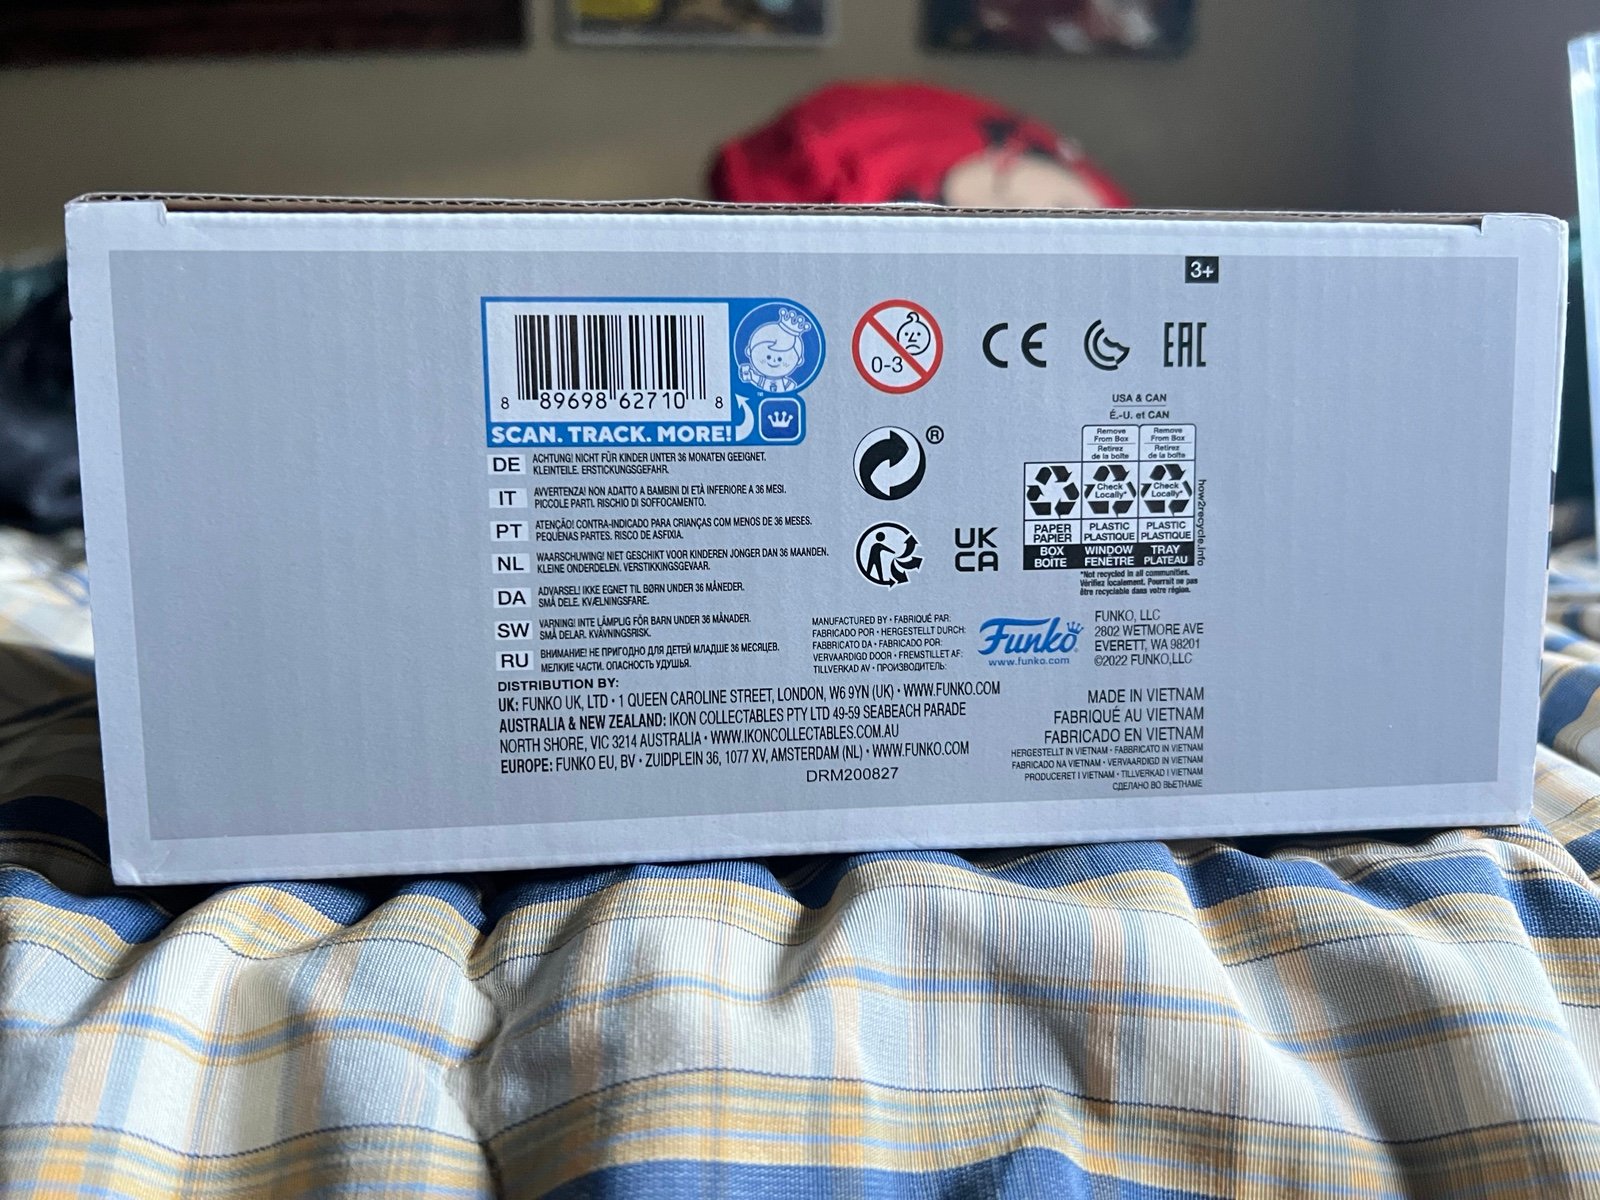 3+
8 89698 62710 8
SCAN. TRACK. MORE!
™
0-3
CE
EAC
®
UK
CA
USA & CAN
É.-U. et CAN
Remove From Box
Retirez de la boîte
Remove From Box
Retirez de la boîte
Check Locally*
Check Locally*
PAPER PAPIER
PLASTIC PLASTIQUE
PLASTIC PLASTIQUE
BOX BOÎTE
WINDOW FENÊTRE
TRAY PLATEAU
how2recycle.info
*Not recycled in all communities.
Vérifiez localement. Pourrait ne pas
être recyclable dans votre région.
DE ACHTUNG! NICHT FÜR KINDER UNTER 36 MONATEN GEEIGNET.
KLEINTEILE. ERSTICKUNGSGEFAHR.
IT AVVERTENZA! NON ADATTO A BAMBINI DI ETÀ INFERIORE A 36 MESI.
PICCOLE PARTI. RISCHIO DI SOFFOCAMENTO.
PT ATENÇÃO! CONTRA-INDICADO PARA CRIANÇAS COM MENOS DE 36 MESES.
PEQUENAS PARTES. RISCO DE ASFIXIA.
NL WAARSCHUWING! NIET GESCHIKT VOOR KINDEREN JONGER DAN 36 MAANDEN.
KLEINE ONDERDELEN. VERSTIKKINGSGEVAAR.
DA ADVARSEL! IKKE EGNET TIL BØRN UNDER 36 MÅNEDER.
SMÅ DELE. KVÆLNINGSFARE.
SW VARNING! INTE LÄMPLIG FÖR BARN UNDER 36 MÅNADER.
SMÅ DELAR. KVÄVNINGSRISK.
RU ВНИМАНИЕ! НЕ ПРИГОДНО ДЛЯ ДЕТЕЙ МЛАДШЕ 36 МЕСЯЦЕВ.
МЕЛКИЕ ЧАСТИ. ОПАСНОСТЬ УДУШЬЯ.
MANUFACTURED BY • FABRIQUÉ PAR:
FABRICADO POR • HERGESTELLT DURCH:
FABBRICATO DA • FABRICADO POR:
VERVAARDIGD DOOR • FREMSTILLET AF:
TILLVERKAD AV • ПРОИЗВОДИТЕЛЬ:
Funko
www.funko.com
FUNKO, LLC
2802 WETMORE AVE
EVERETT, WA 98201
©2022 FUNKO,LLC
DISTRIBUTION BY:
UK: FUNKO UK, LTD • 1 QUEEN CAROLINE STREET, LONDON, W6 9YN (UK) • WWW.FUNKO.COM
AUSTRALIA & NEW ZEALAND: IKON COLLECTABLES PTY LTD 49-59 SEABEACH PARADE
NORTH SHORE, VIC 3214 AUSTRALIA • WWW.IKONCOLLECTABLES.COM.AU
EUROPE: FUNKO EU, BV • ZUIDPLEIN 36, 1077 XV, AMSTERDAM (NL) • WWW.FUNKO.COM
DRM200827
MADE IN VIETNAM
FABRIQUÉ AU VIETNAM
FABRICADO EN VIETNAM
HERGESTELLT IN VIETNAM • FABBRICATO IN VIETNAM
FABRICADO NA VIETNAM • VERVAARDIGD IN VIETNAM
PRODUCERET I VIETNAM • TILLVERKAD I VIETNAM
СДЕЛАНО ВО ВЬЕТНАМЕ